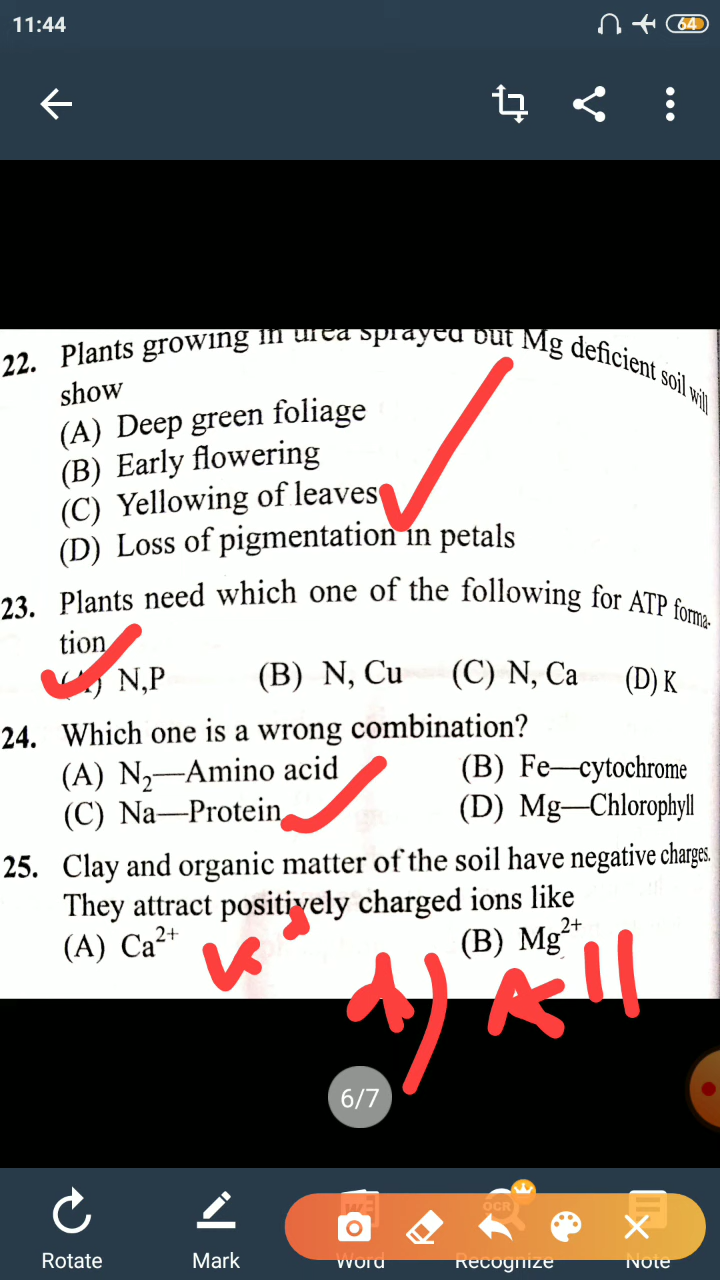 11:44
64
22. Plants growing in urea sprayed but Mg deficient soil will
show
(A) Deep green foliage
(B) Early flowering
(C) Yellowing of leaves
(D) Loss of pigmentation in petals
23. Plants need which one of the following for ATP forma-
tion
N,P (B) N, Cu (C) N, Ca (D) K
24. Which one is a wrong combination?
(A) N₂—Amino acid (B) Fe—cytochrome
(C) Na—Protein (D) Mg—Chlorophyll
25. Clay and organic matter of the soil have negative charges.
They attract positively charged ions like
(A) Ca²⁺ (B) Mg²⁺
All
6/7
Rotate Mark Word Recognize Note
OCR